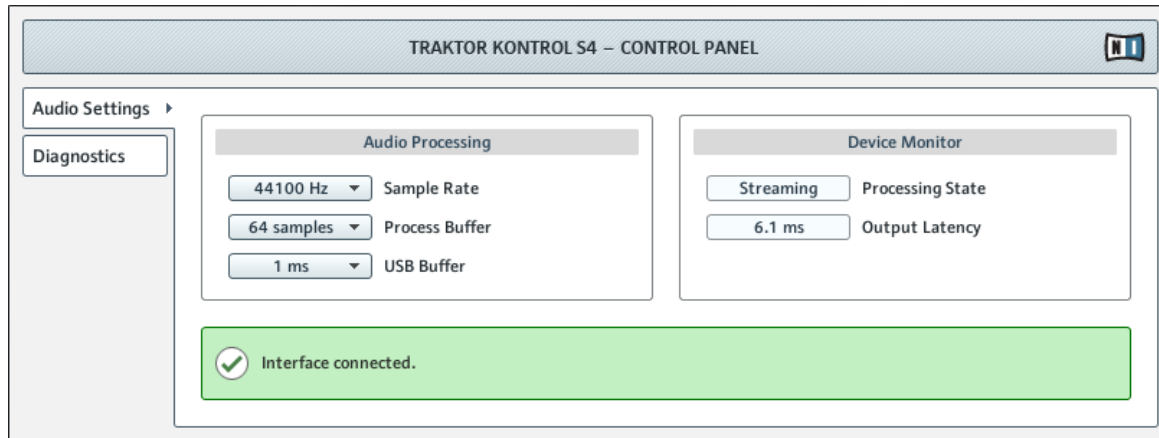 TRAKTOR KONTROL S4 – CONTROL PANEL
NI
Audio Settings
Diagnostics
Audio Processing
44100 Hz Sample Rate
64 samples Process Buffer
1 ms USB Buffer
Device Monitor
Streaming Processing State
6.1 ms Output Latency
Interface connected.